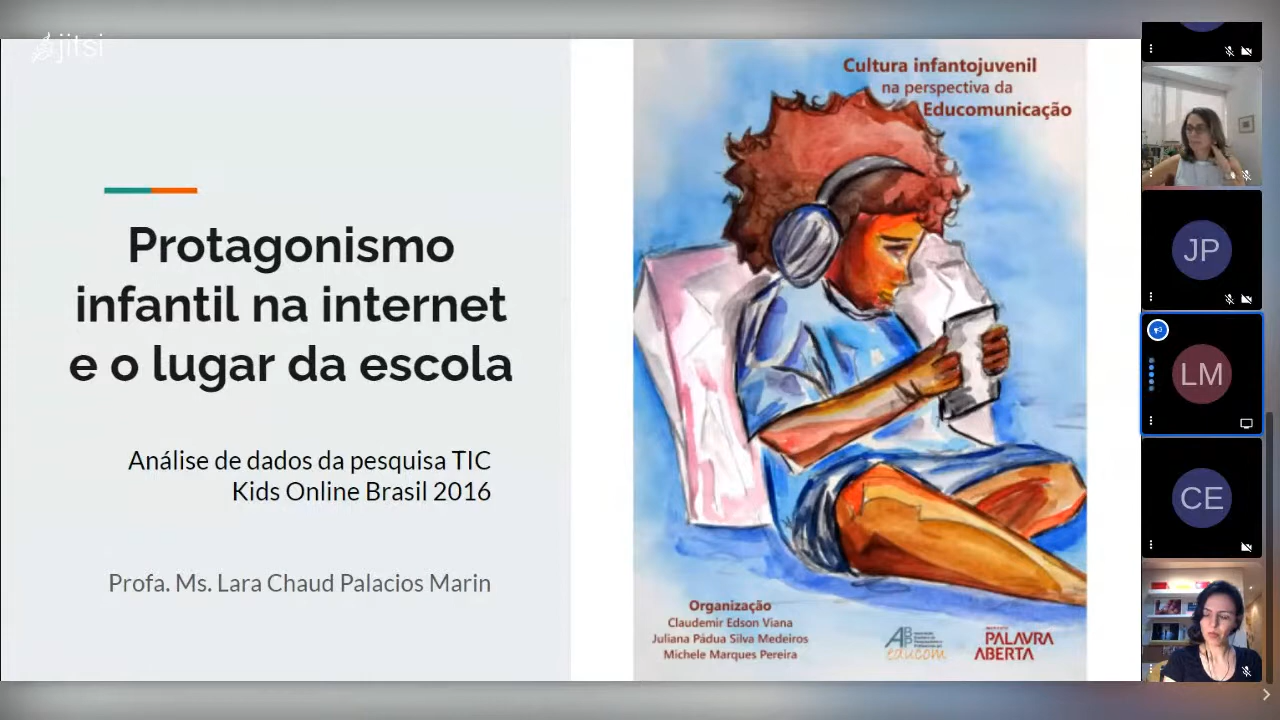 jitsi
Protagonismo
infantil na internet
e o lugar da escola
Análise de dados da pesquisa TIC
Kids Online Brasil 2016
Profa. Ms. Lara Chaud Palacios Marin
Cultura infantojuvenil
na perspectiva da
Educomunicação
Organização
Claudemir Edson Viana
Juliana Pádua Silva Medeiros
Michele Marques Pereira
ABP
educom
PALAVRA
ABERTA
JP
LM
CE